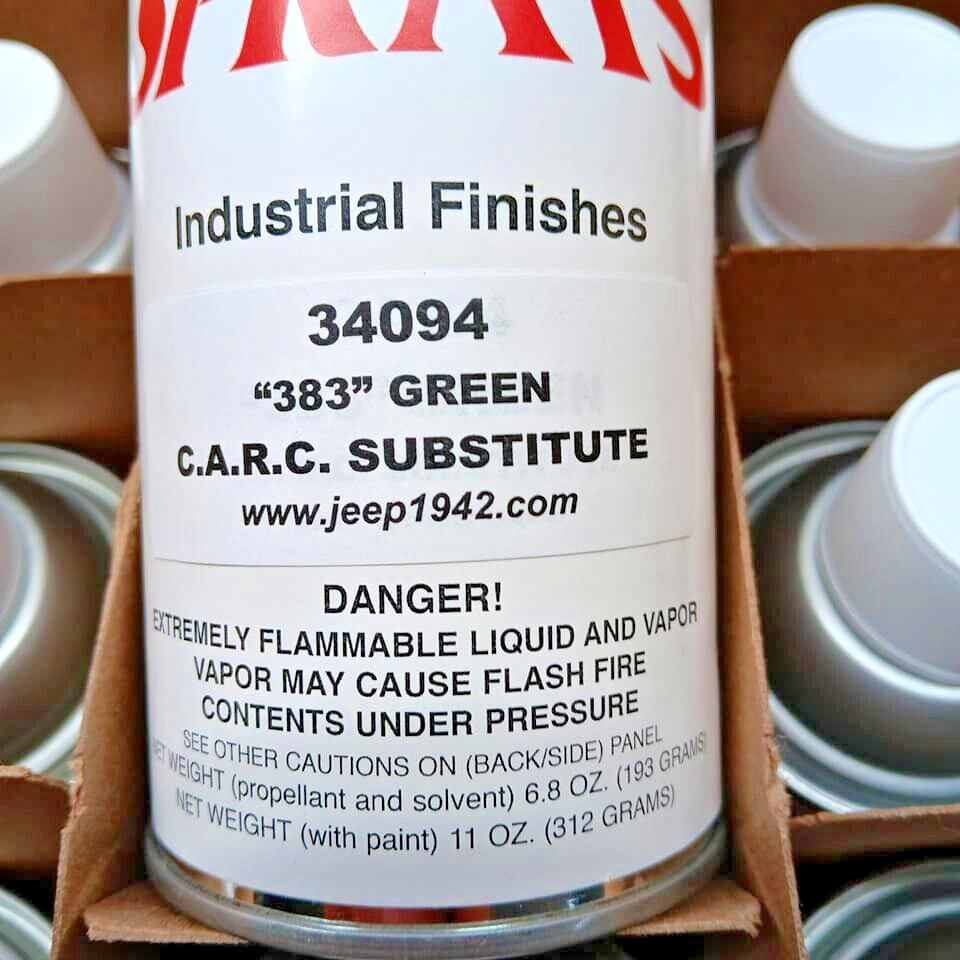 SPRAYS
Industrial Finishes
34094
“383” GREEN
C.A.R.C. SUBSTITUTE
www.jeep1942.com
DANGER!
EXTREMELY FLAMMABLE LIQUID AND VAPOR
VAPOR MAY CAUSE FLASH FIRE
CONTENTS UNDER PRESSURE
SEE OTHER CAUTIONS ON (BACK/SIDE) PANEL
NET WEIGHT (propellant and solvent) 6.8 OZ. (193 GRAMS)
NET WEIGHT (with paint) 11 OZ. (312 GRAMS)